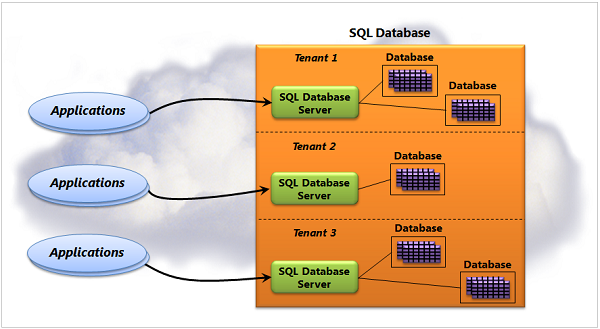 SQL Database
Tenant 1
Database
Database
Applications
SQL Database
Server
Tenant 2
Database
Applications
SQL Database
Server
Tenant 3
Database
Applications
SQL Database
Server
Database